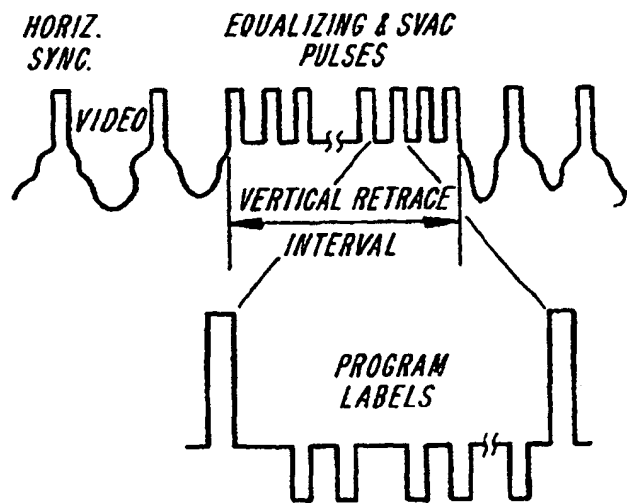 HORIZ.
SYNC.
EQUALIZING & SVAC
PULSES
VIDEO
VERTICAL RETRACE
INTERVAL
PROGRAM
LABELS